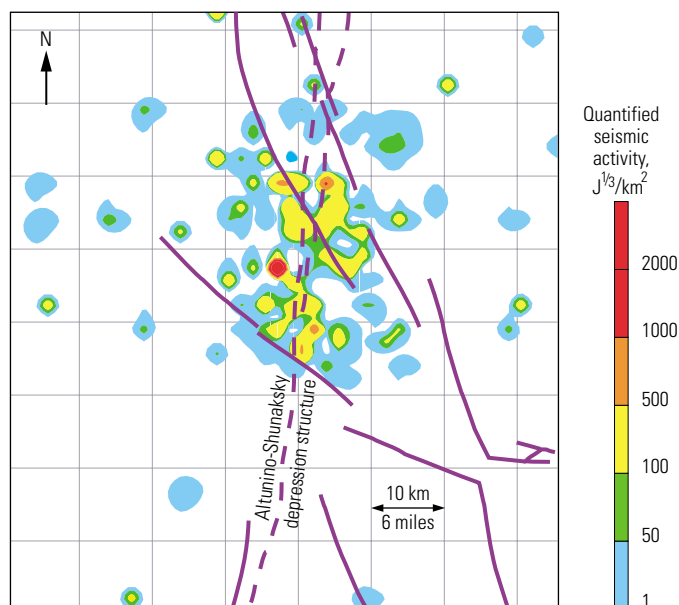 N
Altunino-Shunaksky
depression structure
10 km
6 miles
Quantified
seismic
activity,
J⅓/km²
2000
1000
500
100
50
1